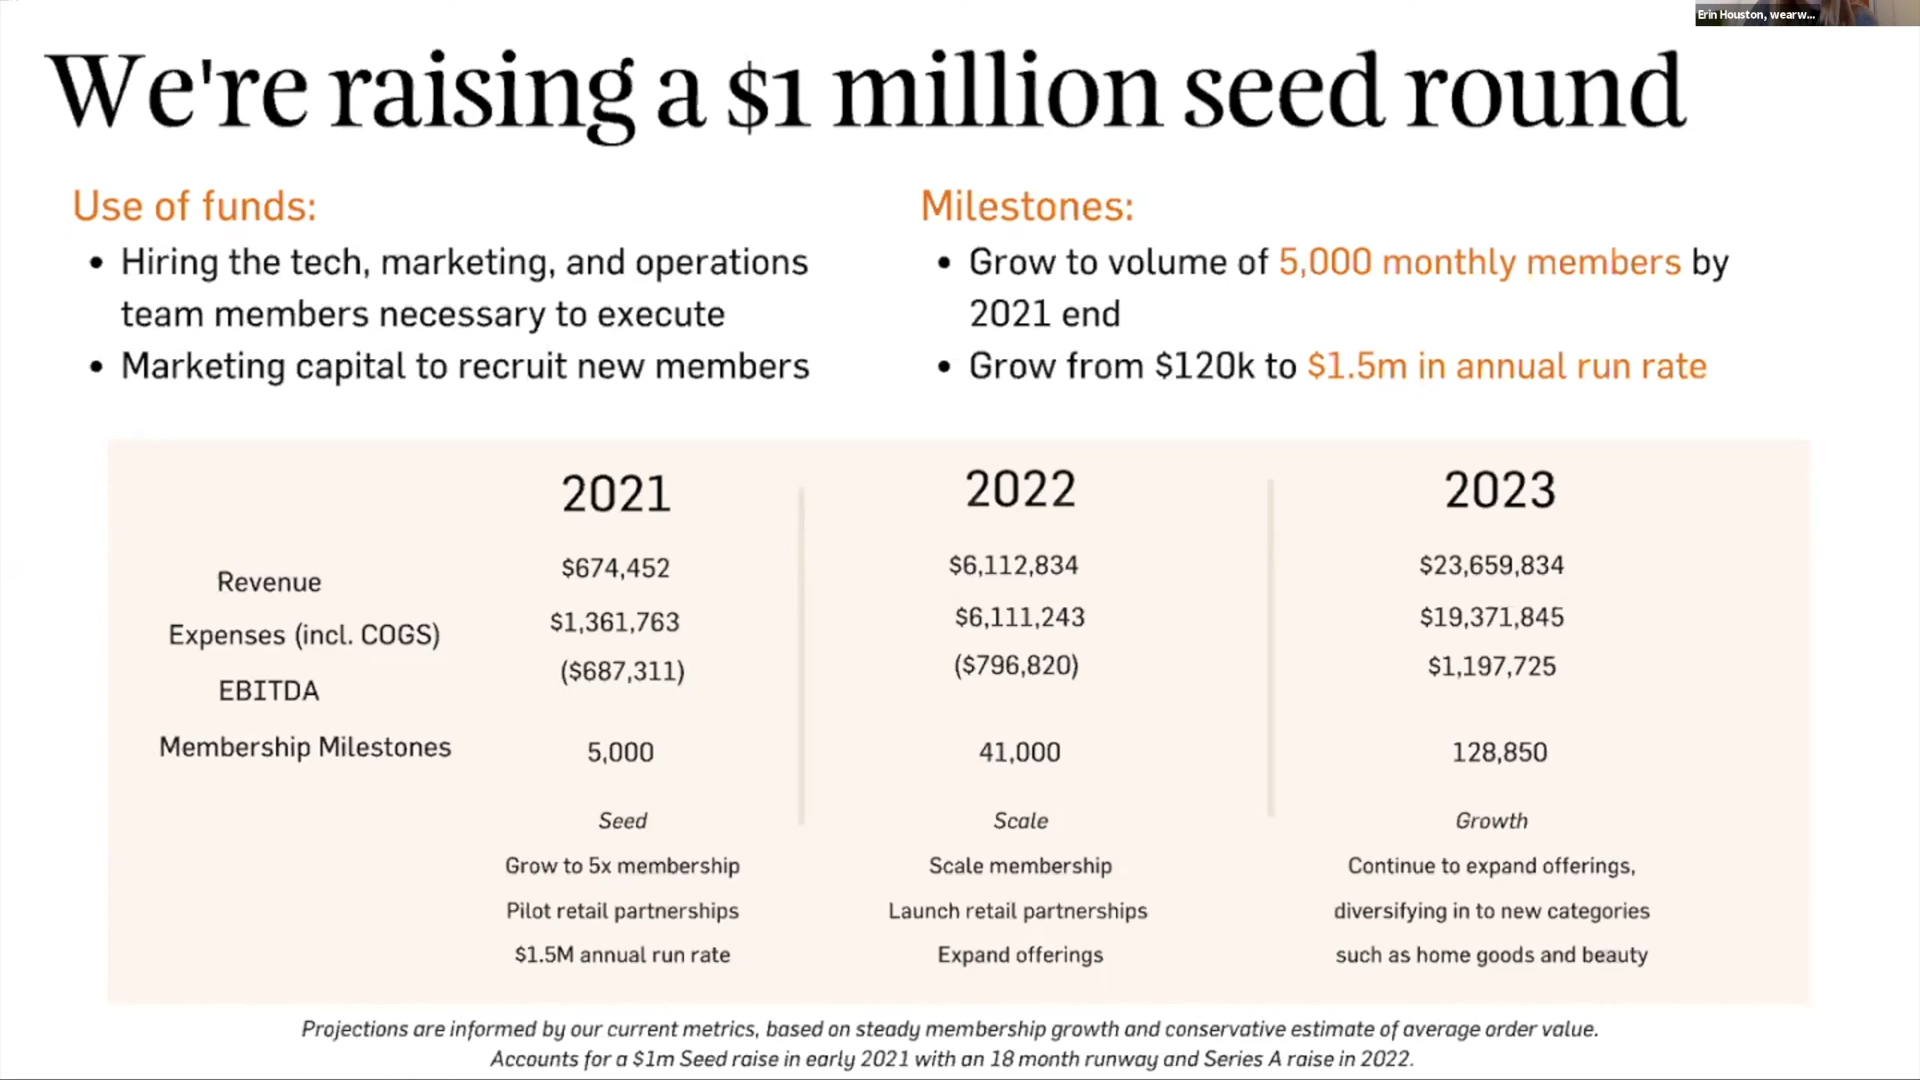 Erin Houston, wearw...
We're raising a $1 million seed round
Use of funds:
• Hiring the tech, marketing, and operations
team members necessary to execute
• Marketing capital to recruit new members
Milestones:
• Grow to volume of 5,000 monthly members by
2021 end
• Grow from $120k to $1.5m in annual run rate
2021 2022 2023
Revenue $674,452 $6,112,834 $23,659,834
Expenses (incl. COGS) $1,361,763 $6,111,243 $19,371,845
EBITDA ($687,311) ($796,820) $1,197,725
Membership Milestones 5,000 41,000 128,850
Seed Scale Growth
Grow to 5x membership Scale membership Continue to expand offerings,
Pilot retail partnerships Launch retail partnerships diversifying in to new categories
$1.5M annual run rate Expand offerings such as home goods and beauty
Projections are informed by our current metrics, based on steady membership growth and conservative estimate of average order value.
Accounts for a $1m Seed raise in early 2021 with an 18 month runway and Series A raise in 2022.